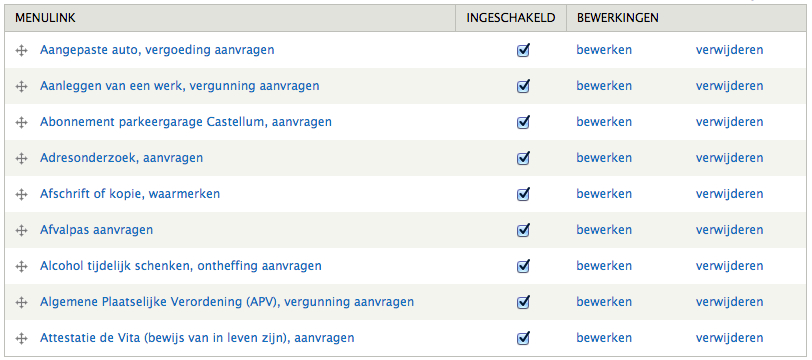 MENULINK INGESCHAKELD BEWERKINGEN
Aangepaste auto, vergoeding aanvragen bewerken verwijderen
Aanleggen van een werk, vergunning aanvragen bewerken verwijderen
Abonnement parkeergarage Castellum, aanvragen bewerken verwijderen
Adresonderzoek, aanvragen bewerken verwijderen
Afschrift of kopie, waarmerken bewerken verwijderen
Afvalpas aanvragen bewerken verwijderen
Alcohol tijdelijk schenken, ontheffing aanvragen bewerken verwijderen
Algemene Plaatselijke Verordening (APV), vergunning aanvragen bewerken verwijderen
Attestatie de Vita (bewijs van in leven zijn), aanvragen bewerken verwijderen